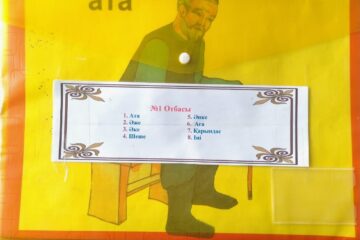 ата
№1 Отбасы
1. Ата
2. Әже
3. Әке
4. Шеше
5. Әпке
6. Аға
7. Қарындас
8. Іні